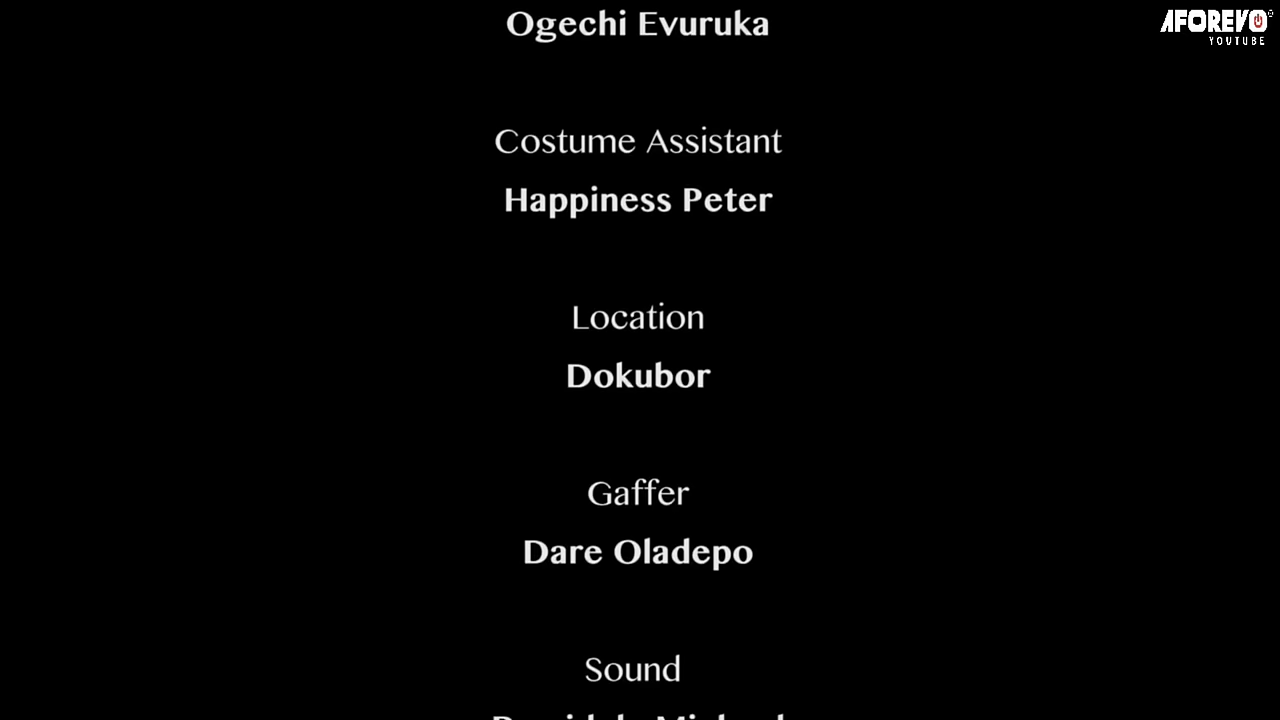 AFOREVO
YOUTUBE
Ogechi Evuruka
Costume Assistant
Happiness Peter
Location
Dokubor
Gaffer
Dare Oladepo
Sound